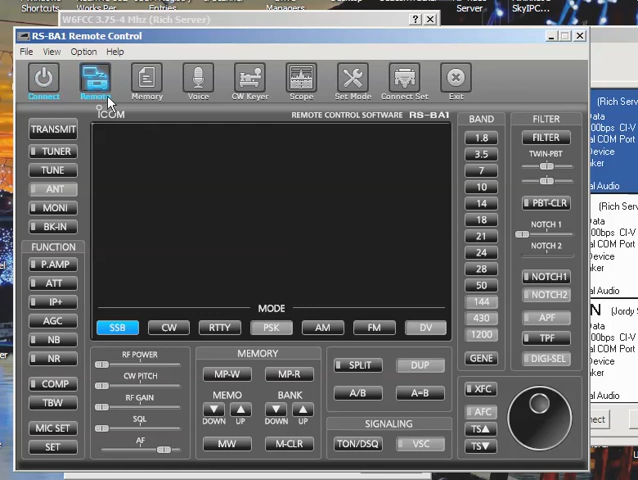 Windows
Shortcuts
W6FCC 3.75-4 Mhz (Rich Server)
SkyIPC...
RS-BA1 Remote Control
File View Option Help
Connect Remote Memory Voice CW Keyer Scope Set Mode Connect Set Exit
ICOM REMOTE CONTROL SOFTWARE RS-BA1
TRANSMIT
TUNER
TUNE
ANT
MONI
BK-IN
FUNCTION
P.AMP
ATT
IP+
AGC
NB
NR
COMP
TBW
MIC SET
SET
MODE
SSB CW RTTY PSK AM FM DV
RF POWER
CW PITCH
RF GAIN
SQL
AF
MEMORY
MP-W MP-R
MEMO BANK
DOWN UP DOWN UP
MW M-CLR
SPLIT DUP
A/B A=B
SIGNALING
TON/DSQ VSC
BAND
1.8
3.5
7
10
14
18
21
24
28
50
144
430
1200
GENE
XFC
AFC
TS▲
TS▼
FILTER
FILTER
TWIN-PBT
PBT-CLR
NOTCH 1
NOTCH 2
NOTCH1
NOTCH2
APF
TPF
DIGI-SEL
(Rich Serv
Data
00bps CI-V
al COM Port
Device
aker
al Audio
(Rich Serv
Data
00bps CI-V
al COM Port
Device
aker
al Audio
N (Jordy S
Data
00bps CI-V
al COM Port
Device
aker
al Audio
nect